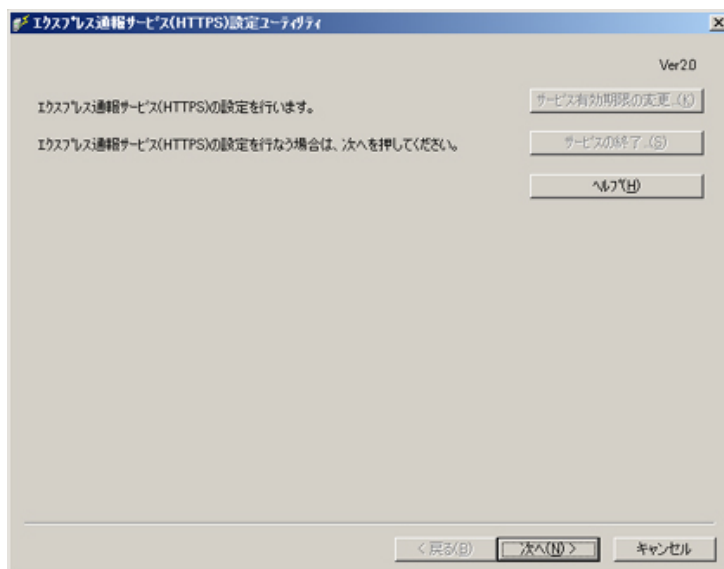 エクスプレス通報サービス(HTTPS)設定ユーティリティ
Ver2.0
エクスプレス通報サービス(HTTPS)の設定を行います。
サービス有効期限の変更...(K)
エクスプレス通報サービス(HTTPS)の設定を行なう場合は、次へを押してください。
サービスの終了...(S)
ヘルプ(H)
< 戻る(B)
次へ(N) >
キャンセル